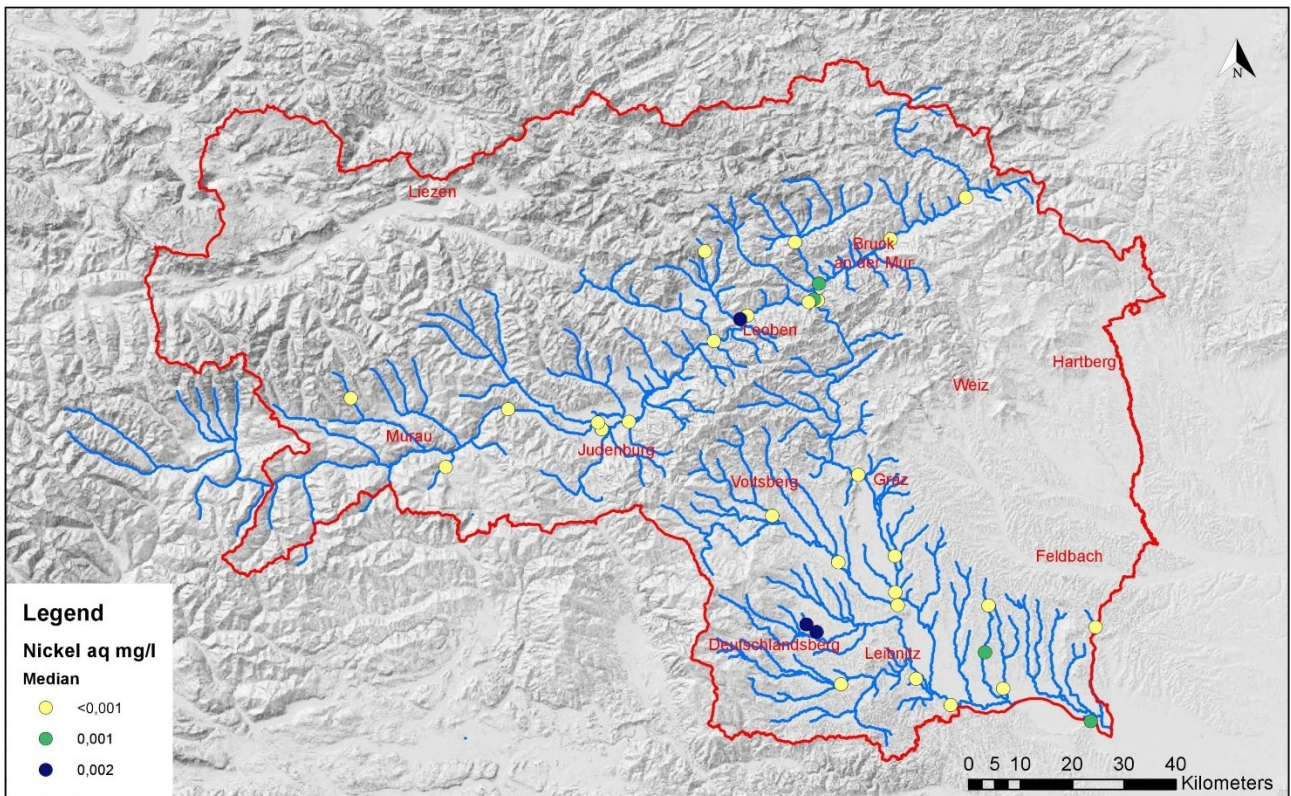 N
Liezen
Bruck
an der Mur
Leoben
Hartberg
Weiz
Murau
Judenburg
Voitsberg
Graz
Feldbach
Deutschlandsberg
Leibnitz
Legend
Nickel aq mg/l
Median
<0,001
0,001
0,002
0 5 10 20 30 40
Kilometers